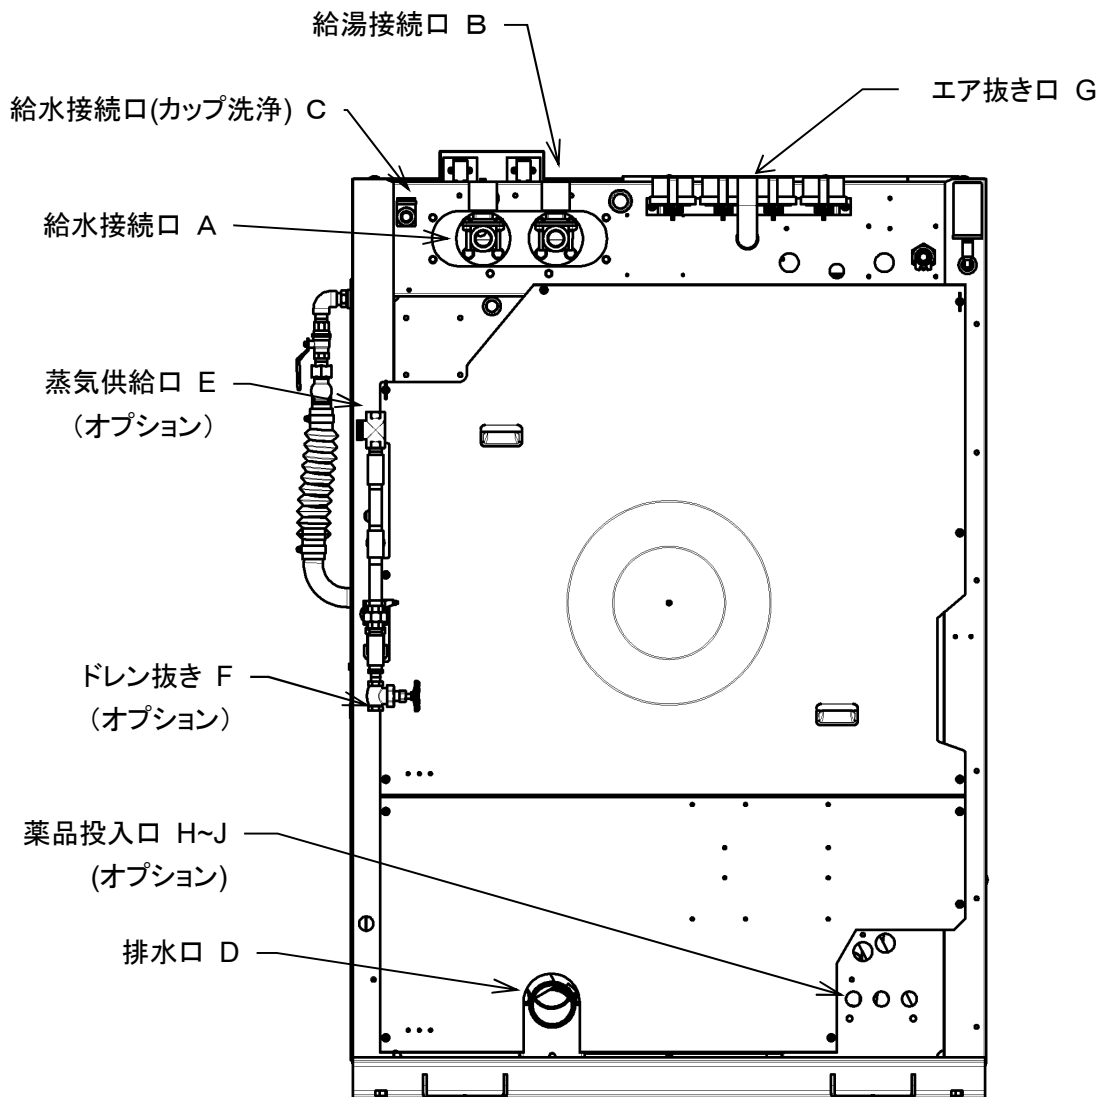 給湯接続口 B
エア抜き口 G
給水接続口(カップ洗浄) C
給水接続口 A
蒸気供給口 E
（オプション）
ドレン抜き F
（オプション）
薬品投入口 H~J
(オプション)
排水口 D